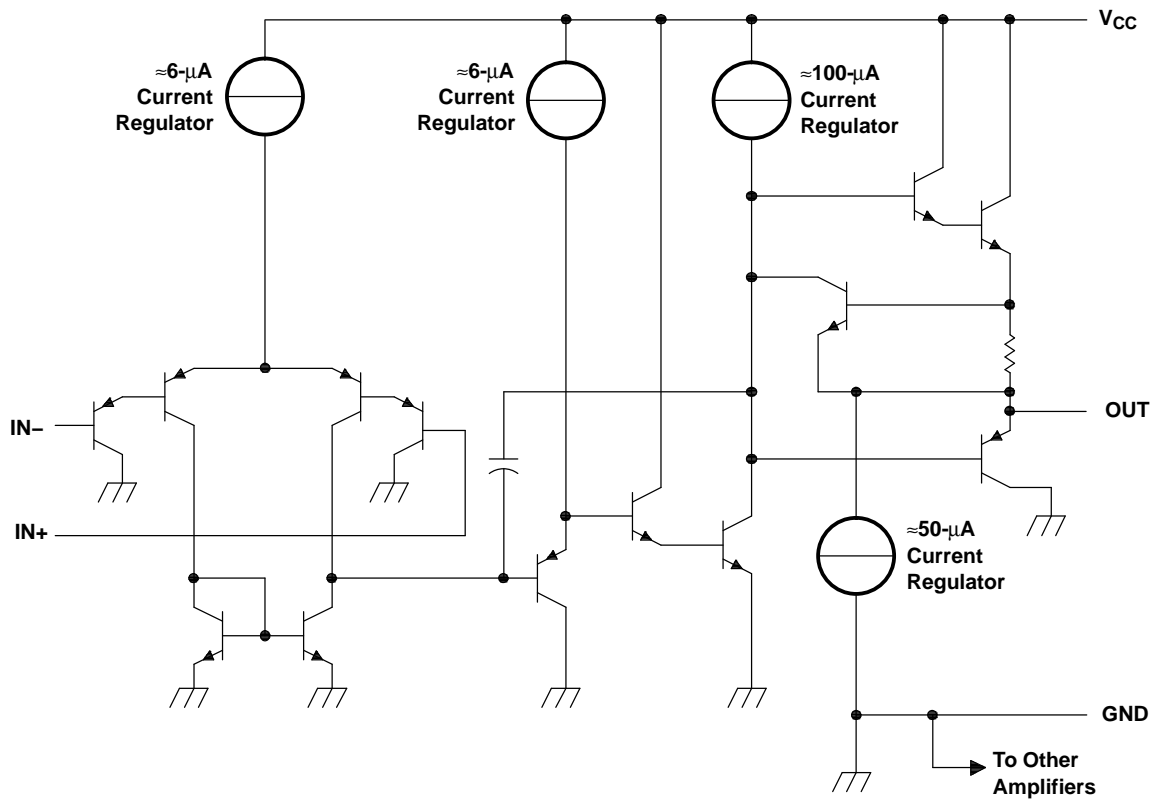 VCC
≈6-μA
Current
Regulator
≈6-μA
Current
Regulator
≈100-μA
Current
Regulator
OUT
IN−
IN+
≈50-μA
Current
Regulator
GND
To Other
Amplifiers